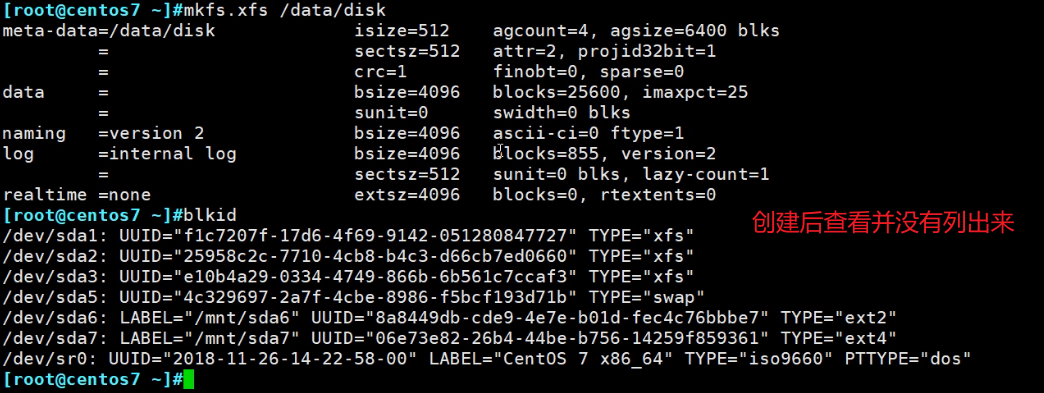 [root@centos7 ~]#mkfs.xfs /data/disk
meta-data=/data/disk             isize=512    agcount=4, agsize=6400 blks
         =                       sectsz=512   attr=2, projid32bit=1
         =                       crc=1        finobt=0, sparse=0
data     =                       bsize=4096   blocks=25600, imaxpct=25
         =                       sunit=0      swidth=0 blks
naming   =version 2              bsize=4096   ascii-ci=0 ftype=1
log      =internal log           bsize=4096   blocks=855, version=2
         =                       sectsz=512   sunit=0 blks, lazy-count=1
realtime =none                   extsz=4096   blocks=0, rtextents=0
[root@centos7 ~]#blkid
创建后查看并没有列出来
/dev/sda1: UUID="f1c7207f-17d6-4f69-9142-051280847727" TYPE="xfs"
/dev/sda2: UUID="25958c2c-7710-4cb8-b4c3-d66cb7ed0660" TYPE="xfs"
/dev/sda3: UUID="e10b4a29-0334-4749-866b-6b561c7ccaf3" TYPE="xfs"
/dev/sda5: UUID="4c329697-2a7f-4cbe-8986-f5bcf193d71b" TYPE="swap"
/dev/sda6: LABEL="/mnt/sda6" UUID="8a8449db-cde9-4e7e-b01d-fec4c76bbbe7" TYPE="ext2"
/dev/sda7: LABEL="/mnt/sda7" UUID="06e73e82-26b4-44be-b756-14259f859361" TYPE="ext4"
/dev/sr0: UUID="2018-11-26-14-22-58-00" LABEL="CentOS 7 x86_64" TYPE="iso9660" PTTYPE="dos"
[root@centos7 ~]#